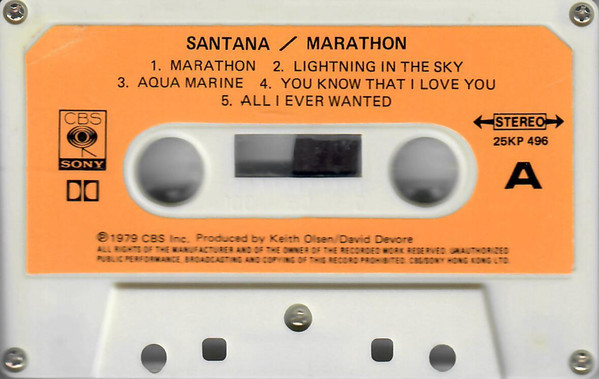 SANTANA / MARATHON
1. MARATHON 2. LIGHTNING IN THE SKY
3. AQUA MARINE 4. YOU KNOW THAT I LOVE YOU
5. ALL I EVER WANTED
CBS
SONY
STEREO
25KP 496
A
℗1979 CBS Inc. Produced by Keith Olsen/David Devore
ALL RIGHTS OF THE MANUFACTURER AND OF THE OWNER OF THE RECORDED WORK RESERVED. UNAUTHORIZED
PUBLIC PERFORMANCE, BROADCASTING AND COPYING OF THIS RECORD PROHIBITED. CBS/SONY HONG KONG LTD.